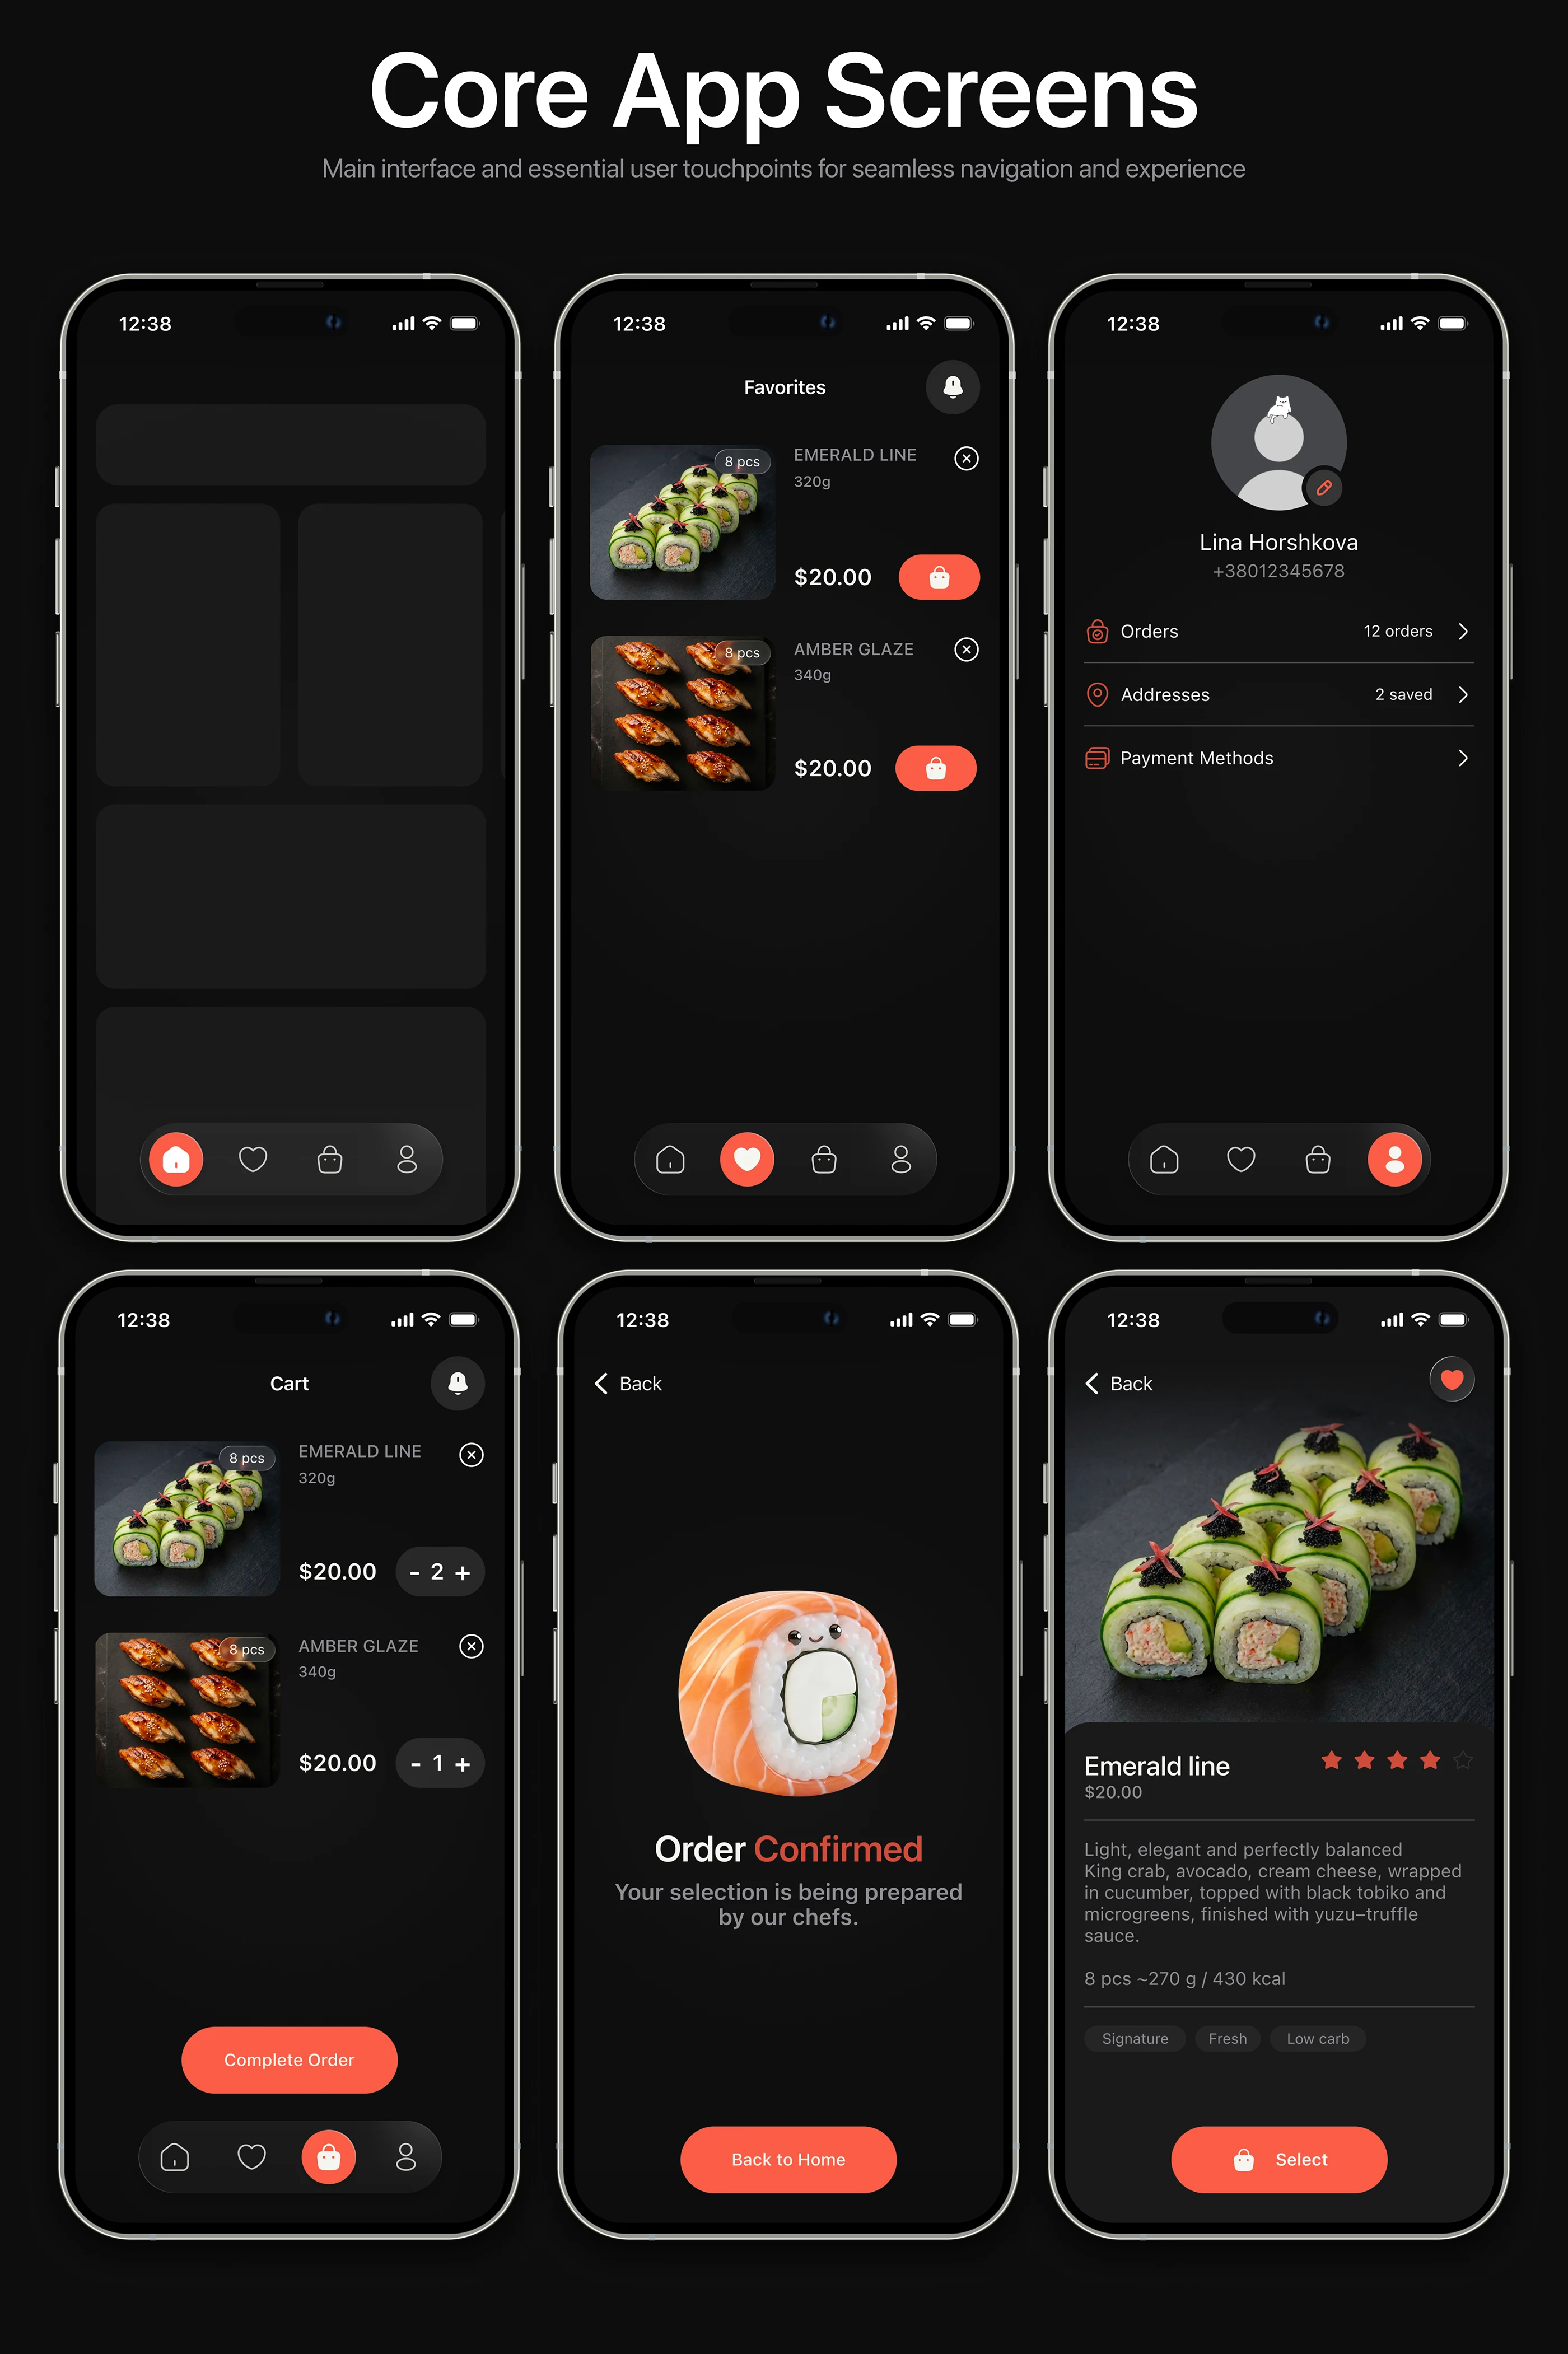 Core App Screens
Main interface and essential user touchpoints for seamless navigation and experience
12:38
12:38
Favorites
8 pcs
EMERALD LINE
320g
$20.00
8 pcs
AMBER GLAZE
340g
$20.00
12:38
Lina Horshkova
+38012345678
Orders 12 orders
Addresses 2 saved
Payment Methods
12:38
Cart
8 pcs
EMERALD LINE
320g
$20.00 - 2 +
8 pcs
AMBER GLAZE
340g
$20.00 - 1 +
Complete Order
12:38
Back
Order Confirmed
Your selection is being prepared
by our chefs.
Back to Home
12:38
Back
Emerald line
$20.00
Light, elegant and perfectly balanced
King crab, avocado, cream cheese, wrapped
in cucumber, topped with black tobiko and
microgreens, finished with yuzu–truffle
sauce.
8 pcs ~270 g / 430 kcal
Signature Fresh Low carb
Select